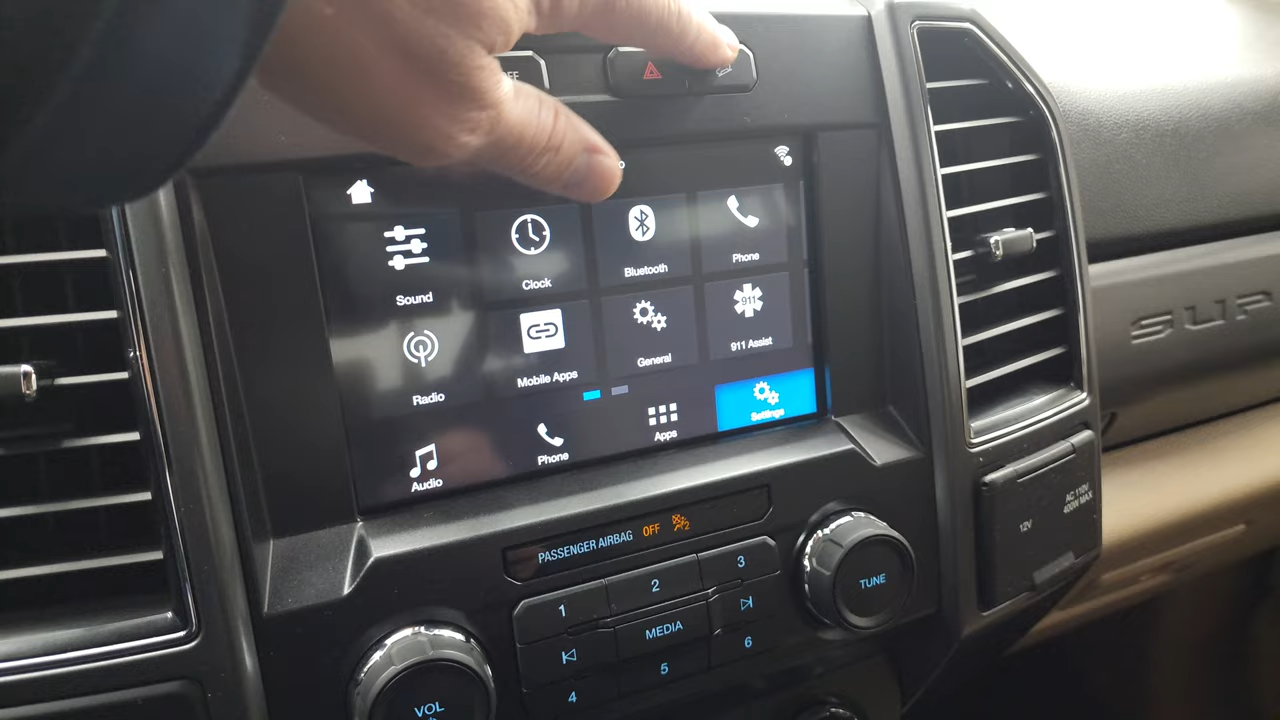 Sound
Clock
Bluetooth
Phone
Radio
Mobile Apps
General
911
911 Assist
Audio
Phone
Apps
Settings
PASSENGER AIRBAG OFF 2
1
2
3
MEDIA
4
5
6
VOL
TUNE
12V
AC 110V
400W MAX